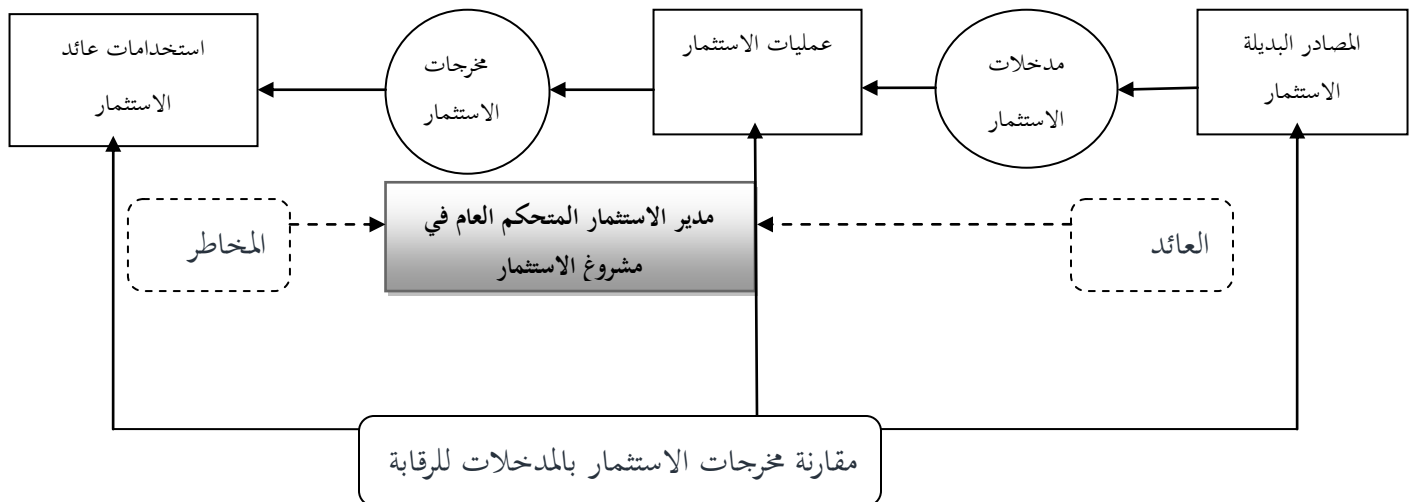 المصادر البديلة
الاستثمار
مدخلات
الاستثمار
عمليات الاستثمار
مخرجات
الاستثمار
استخدامات عائد
الاستثمار
العائد
مدير الاستثمار المتحكم العام في
مشروغ الاستثمار
المخاطر
مقارنة مخرجات الاستثمار بالمدخلات للرقابة